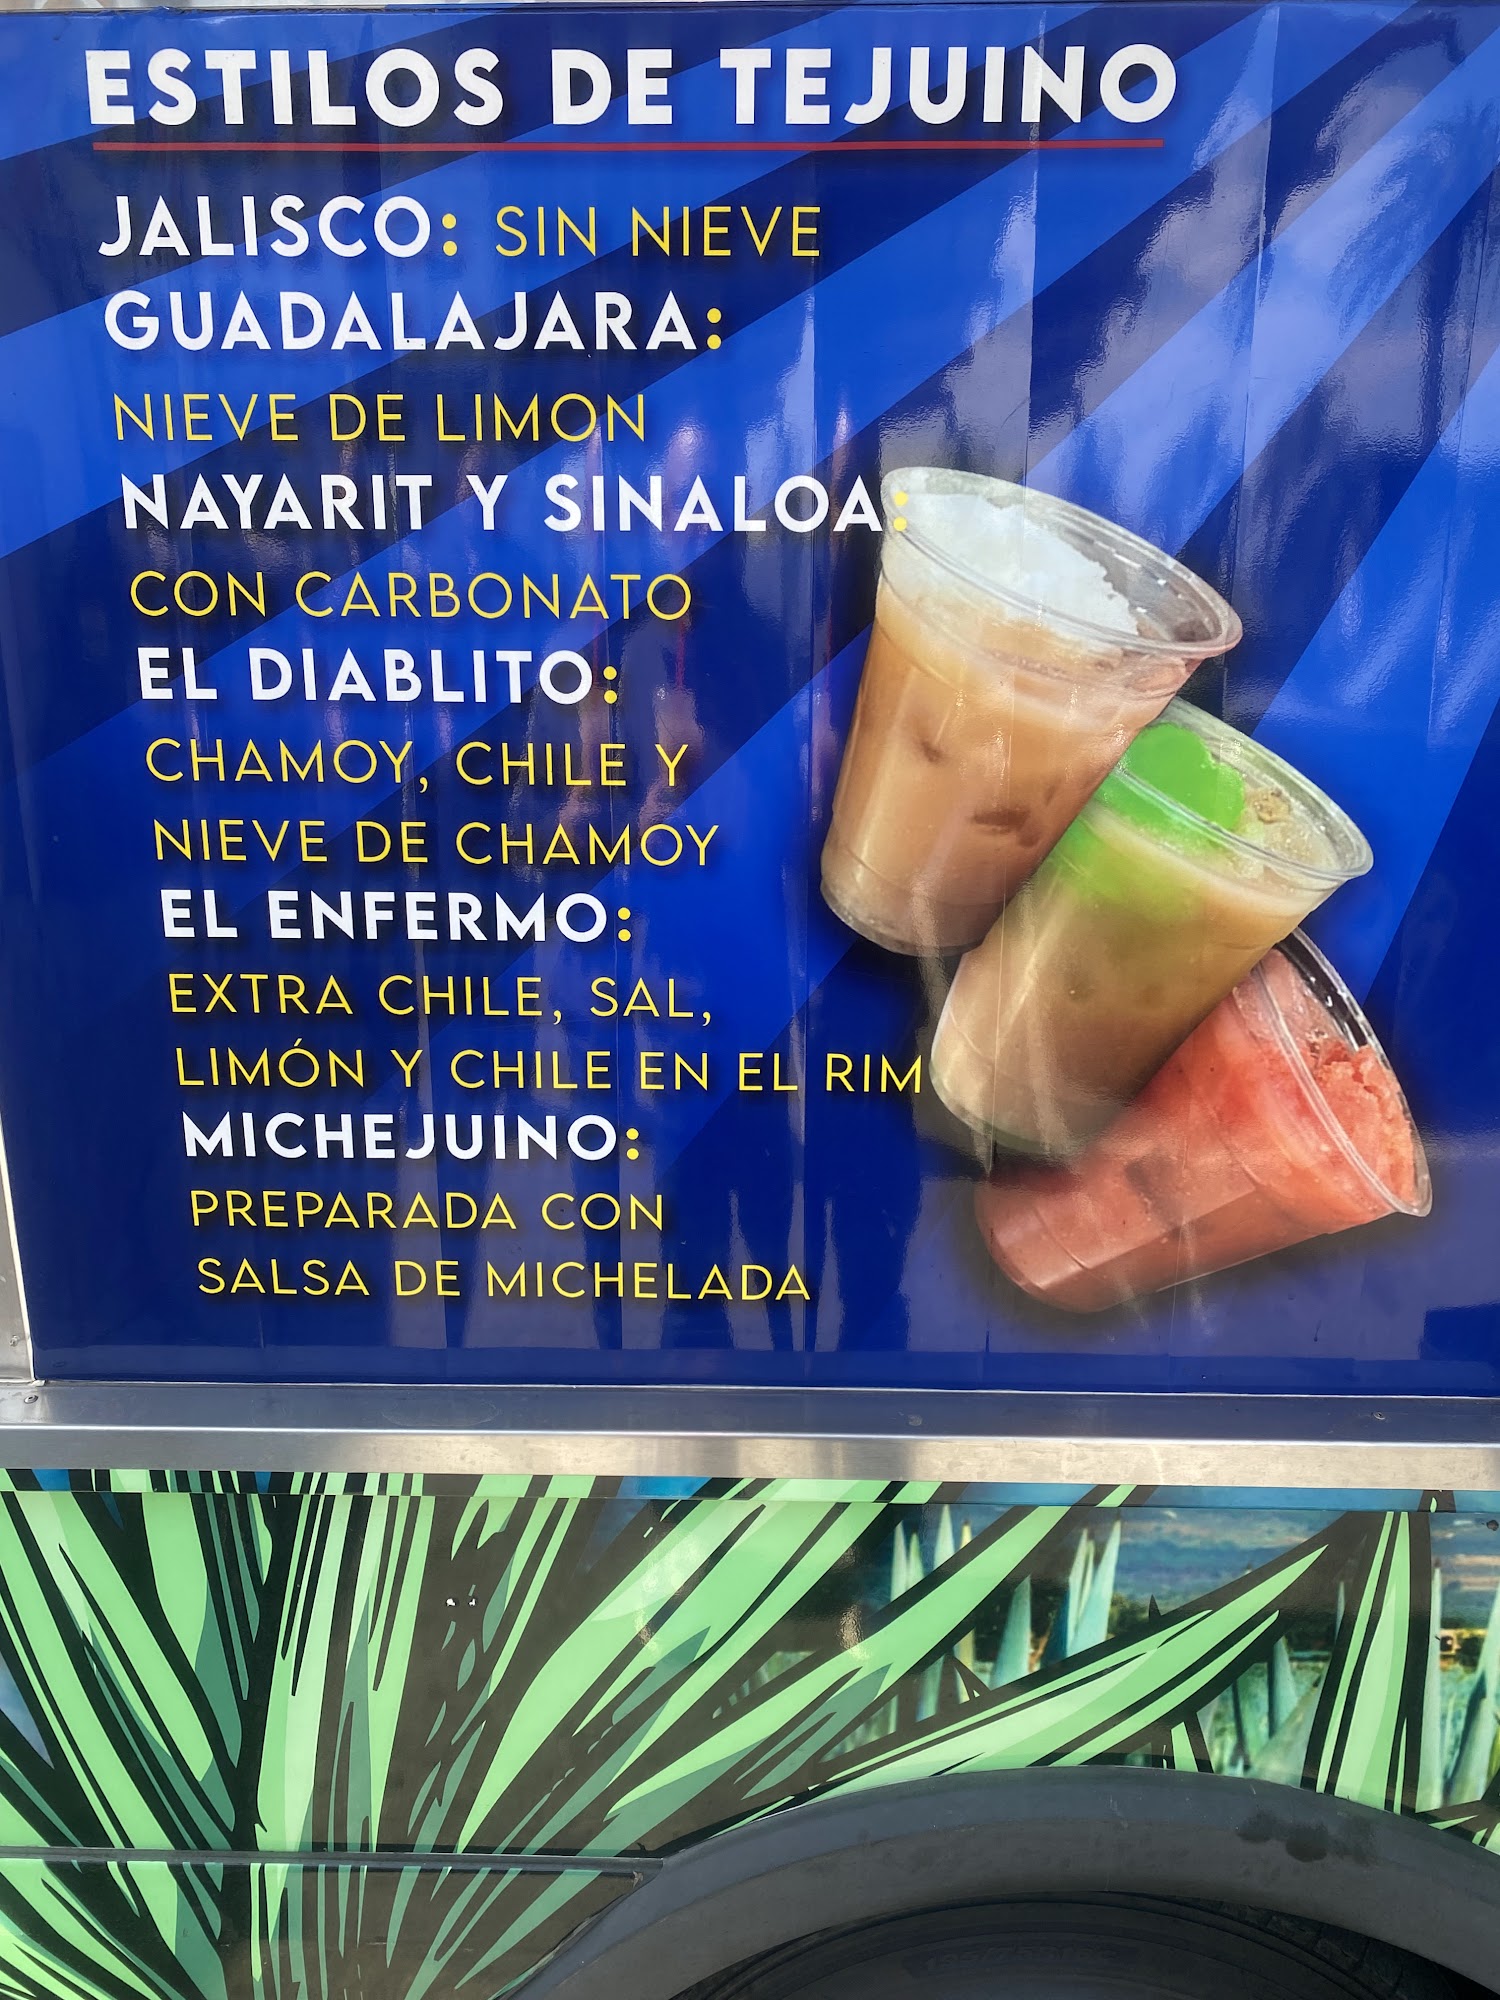 ESTILOS DE TEJUINO
JALISCO: SIN NIEVE
GUADALAJARA:
NIEVE DE LIMON
NAYARIT Y SINALOA:
CON CARBONATO
EL DIABLITO:
CHAMOY, CHILE Y
NIEVE DE CHAMOY
EL ENFERMO:
EXTRA CHILE, SAL,
LIMÓN Y CHILE EN EL RIM
MICHEJUINO:
PREPARADA CON
SALSA DE MICHELADA